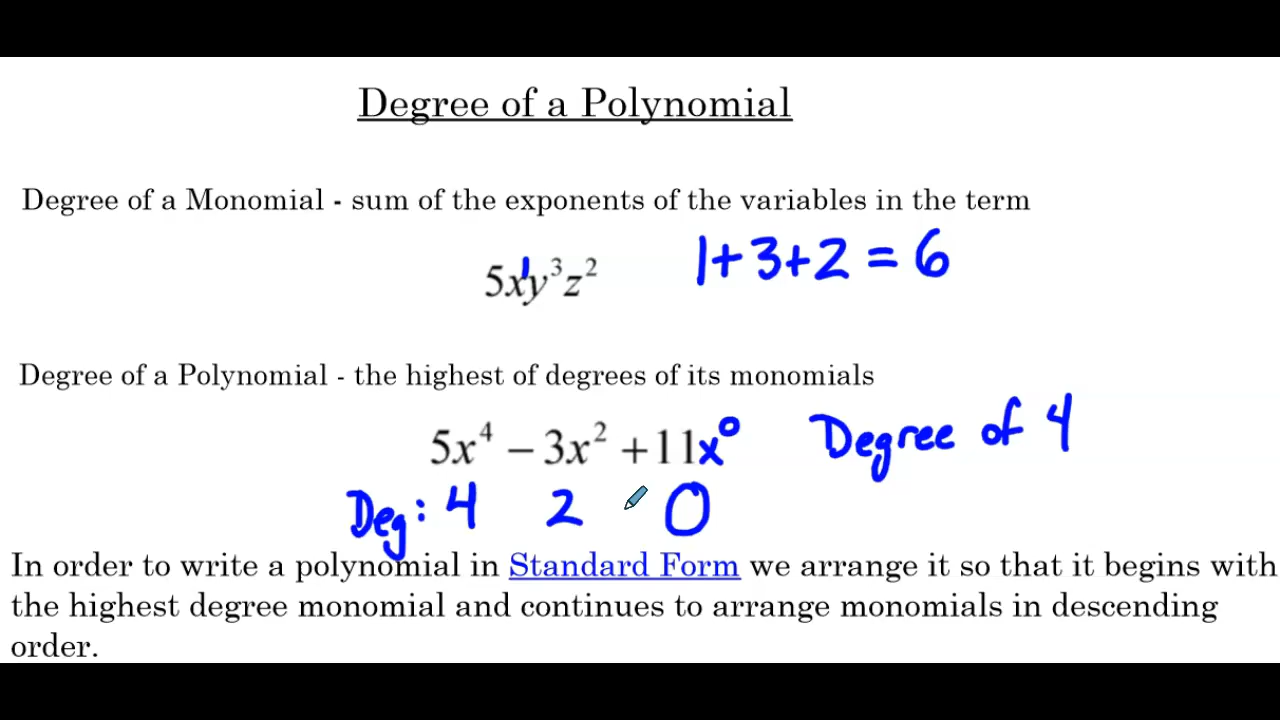 Degree of a Polynomial
Degree of a Monomial - sum of the exponents of the variables in the term
5x¹y³z² 1+3+2 = 6
Degree of a Polynomial - the highest of degrees of its monomials
5x⁴ – 3x² +11x⁰ Degree of 4
Deg: 4 2 0
In order to write a polynomial in Standard Form we arrange it so that it begins with
the highest degree monomial and continues to arrange monomials in descending
order.